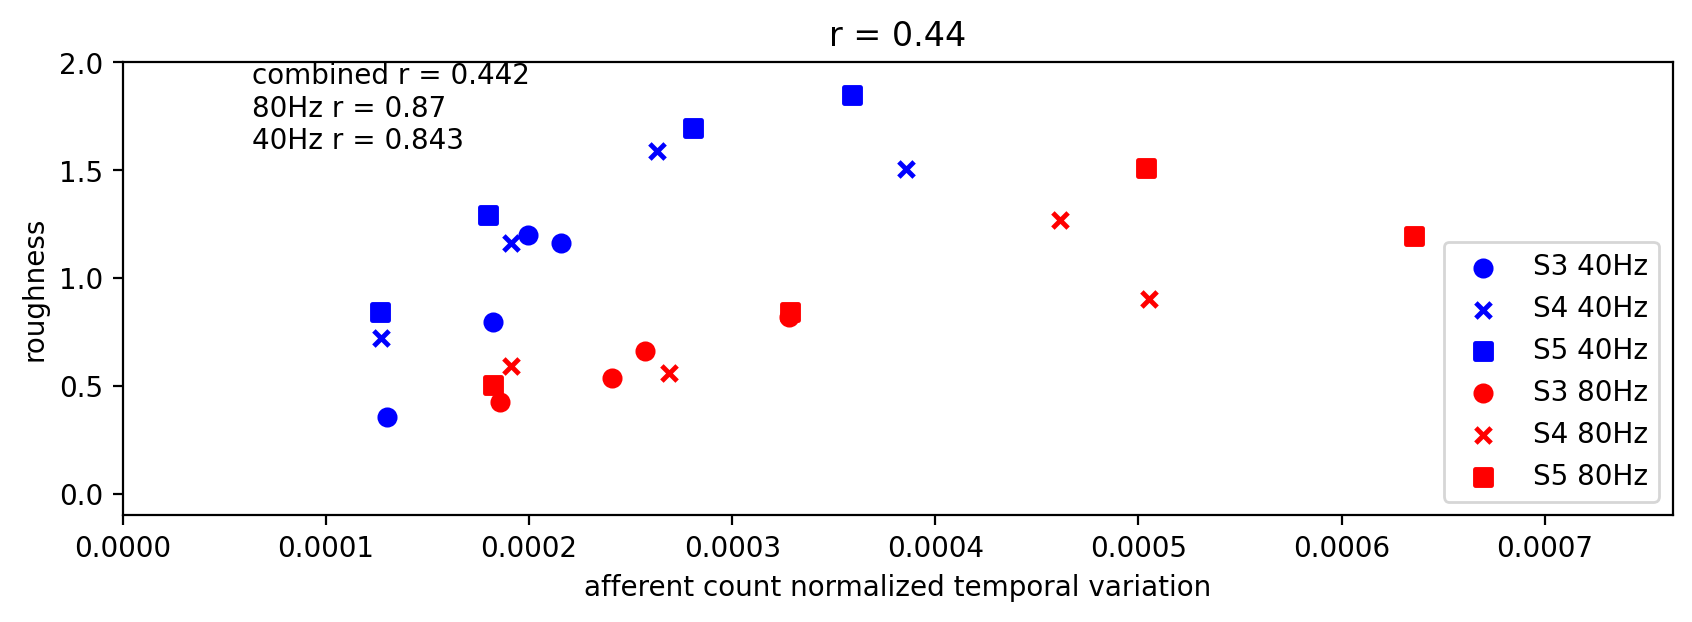 r = 0.44
combined r = 0.442
80Hz r = 0.87
40Hz r = 0.843
roughness
2.0
1.5
1.0
0.5
0.0
0.0000 0.0001 0.0002 0.0003 0.0004 0.0005 0.0006 0.0007
afferent count normalized temporal variation
S3 40Hz
S4 40Hz
S5 40Hz
S3 80Hz
S4 80Hz
S5 80Hz